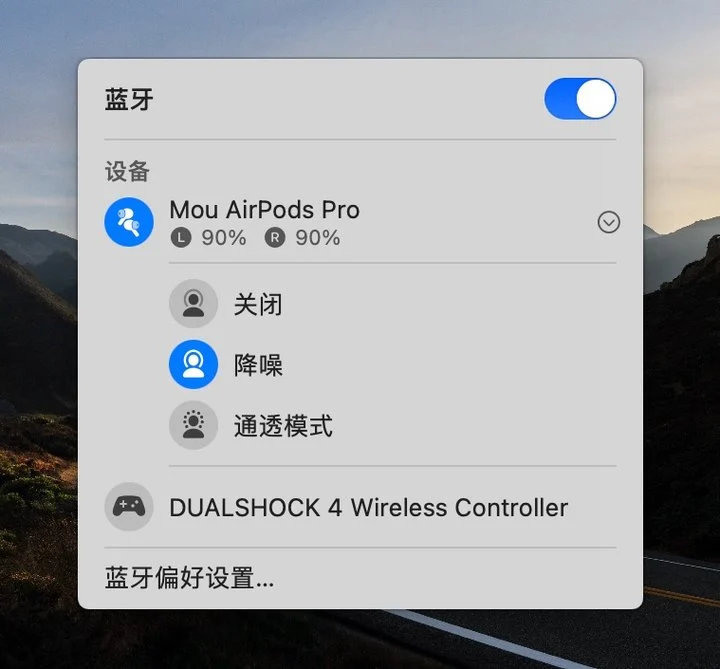 蓝牙
设备
Mou AirPods Pro
L 90% R 90%
关闭
降噪
通透模式
DUALSHOCK 4 Wireless Controller
蓝牙偏好设置...